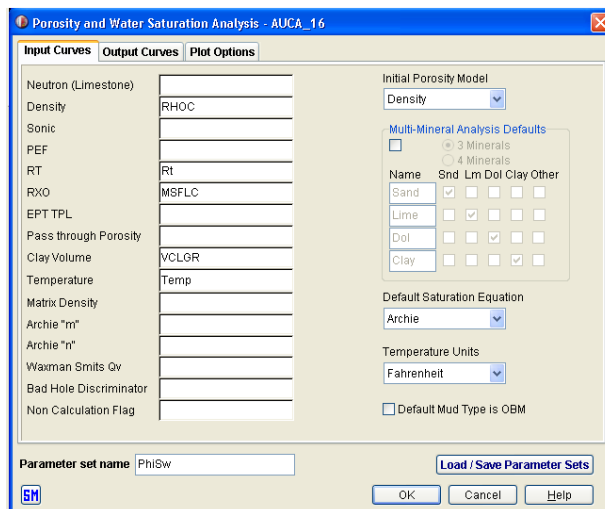 Porosity and Water Saturation Analysis - AUCA_16
Input Curves Output Curves Plot Options
Neutron (Limestone)
Density RHOC
Sonic
PEF
RT Rt
RXO MSFLC
EPT TPL
Pass through Porosity
Clay Volume VCLGR
Temperature Temp
Matrix Density
Archie "m"
Archie "n"
Waxman Smits Qv
Bad Hole Discriminator
Non Calculation Flag
Initial Porosity Model
Density
Multi-Mineral Analysis Defaults
3 Minerals
4 Minerals
Name Snd Lm Dol Clay Other
Sand
Lime
Dol
Clay
Default Saturation Equation
Archie
Temperature Units
Fahrenheit
Default Mud Type is OBM
Parameter set name PhiSw
Load / Save Parameter Sets
SM
OK Cancel Help